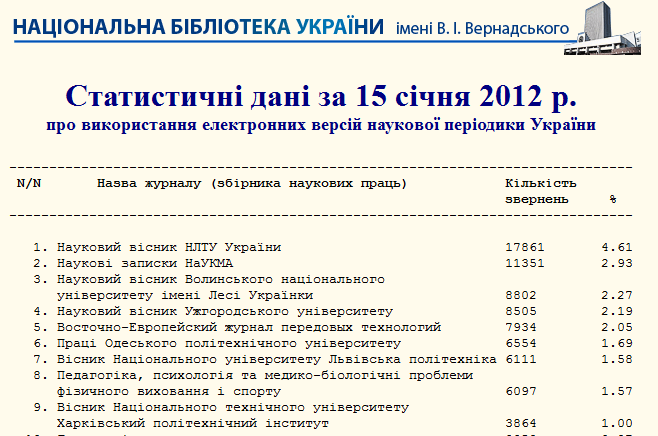 НАЦІОНАЛЬНА БІБЛІОТЕКА УКРАЇНИ імені В. І. Вернадського
Статистичні дані за 15 січня 2012 р.
про використання електронних версій наукової періодики України
N/N Назва журналу (збірника наукових праць) Кількість
звернень %
1. Науковий вісник НЛТУ України 17861 4.61
2. Наукові записки НаУКМА 11351 2.93
3. Науковий вісник Волинського національного
університету імені Лесі Українки 8802 2.27
4. Науковий вісник Ужгородського університету 8505 2.19
5. Восточно-Европейский журнал передовых технологий 7934 2.05
6. Праці Одеського політехнічного університету 6554 1.69
7. Вісник Національного університету Львівська політехніка 6111 1.58
8. Педагогіка, психологія та медико-біологічні проблеми
фізичного виховання і спорту 6097 1.57
9. Вісник Національного технічного університету
Харківський політехнічний інститут 3864 1.00